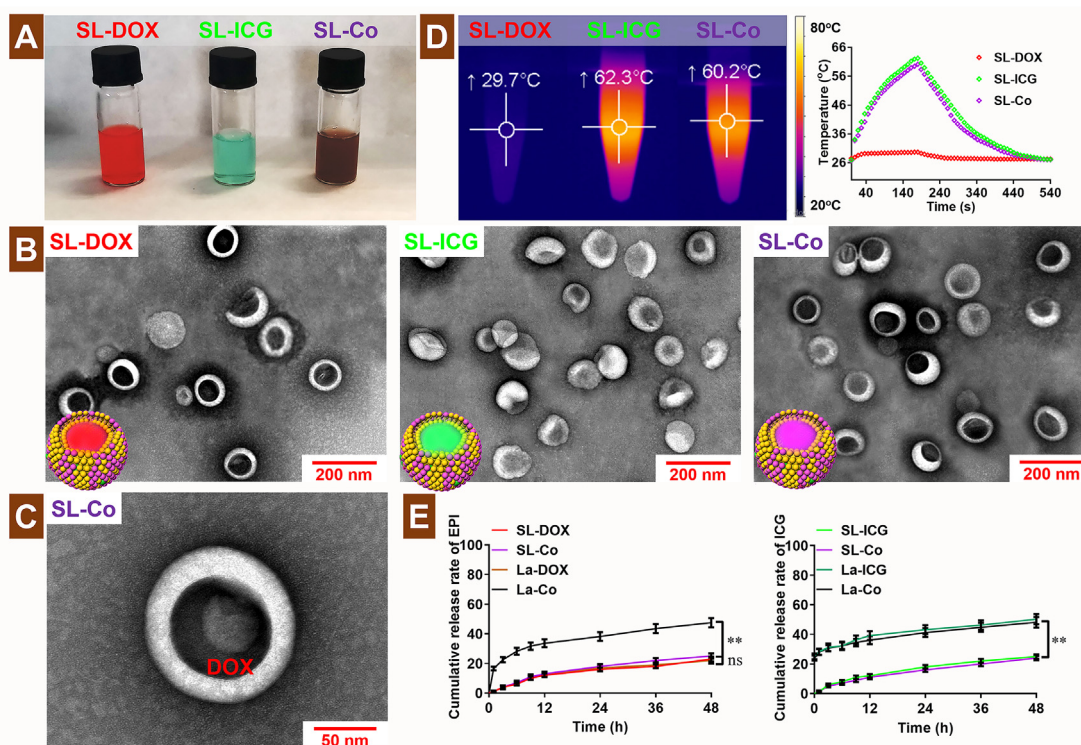 A
SL-DOX SL-ICG SL-Co
D
SL-DOX SL-ICG SL-Co
↑ 29.7°C ↑ 62.3°C ↑ 60.2°C
80°C
20°C
Temperature (°C)
66
56
46
36
26
40 140 240 340 440 540
Time (s)
SL-DOX
SL-ICG
SL-Co
B
SL-DOX
200 nm
SL-ICG
200 nm
SL-Co
200 nm
C
SL-Co
DOX
50 nm
E
Cumulative release rate of EPI
SL-DOX
SL-Co
La-DOX
La-Co
100
80
60
40
20
0
0 12 24 36 48
Time (h)
**
ns
Cumulative release rate of ICG
SL-ICG
SL-Co
La-ICG
La-Co
100
80
60
40
20
0
0 12 24 36 48
Time (h)
**